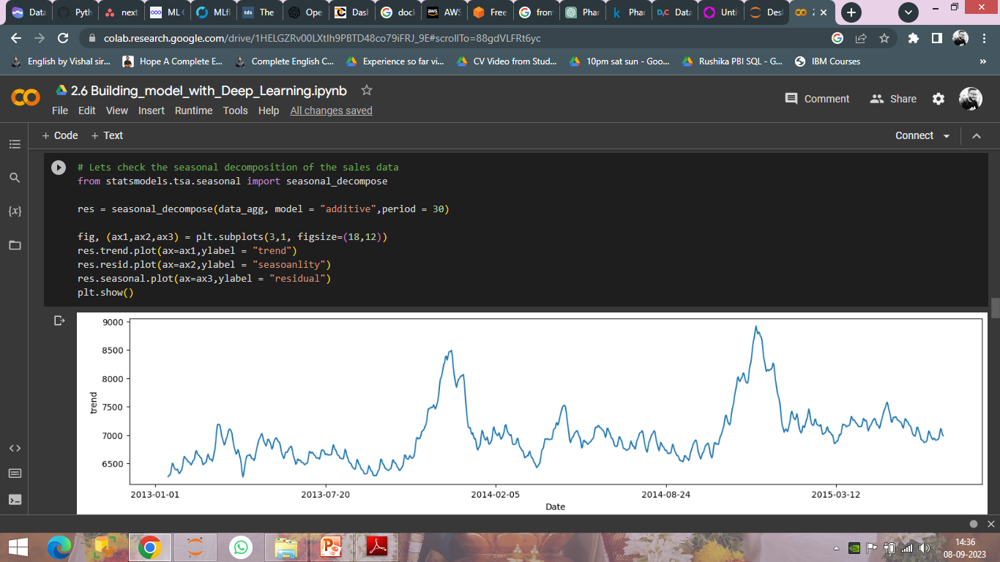 Data
Pyth
next
ML C
MLfl
tds The
Ope
Dasl
dock
aws AWS
Free
from
Phar
k Phar
DVC Data
Unti
Des
2
colab.research.google.com/drive/1HELGZRv00LXtIh9PBTD48co79iFRJ_9E#scrollTo=88gdVLFRt6yc
English by Vishal sir...
Hope A Complete E...
Complete English C...
Experience so far vi...
CV Video from Stud...
10pm sat sun - Goo...
Rushika PBI SQL - G...
IBM Courses
»
2.6 Building_model_with_Deep_Learning.ipynb
Comment
Share
File Edit View Insert Runtime Tools Help All changes saved
+ Code + Text
Connect
{x}
# Lets check the seasonal decomposition of the sales data
from statsmodels.tsa.seasonal import seasonal_decompose
res = seasonal_decompose(data_agg, model = "additive",period = 30)
fig, (ax1,ax2,ax3) = plt.subplots(3,1, figsize=(18,12))
res.trend.plot(ax=ax1,ylabel = "trend")
res.resid.plot(ax=ax2,ylabel = "seasoanlity")
res.seasonal.plot(ax=ax3,ylabel = "residual")
plt.show()
9000
8500
8000
7500
7000
6500
trend
2013-01-01 2013-07-20 2014-02-05 2014-08-24 2015-03-12
Date
14:36
08-09-2023